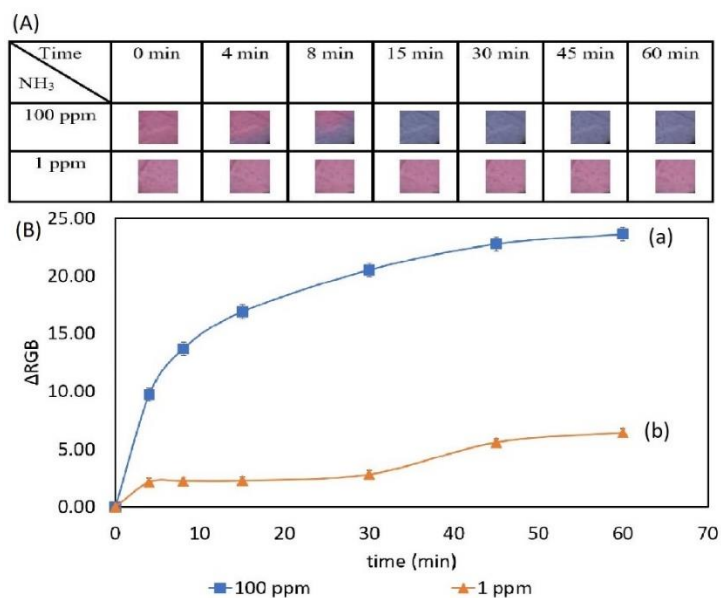 (A)
Time 0 min 4 min 8 min 15 min 30 min 45 min 60 min
NH₃
100 ppm
1 ppm
(B)
25.00
20.00
15.00
10.00
5.00
0.00
ΔRGB
(a)
(b)
0 10 20 30 40 50 60 70
time (min)
100 ppm 1 ppm